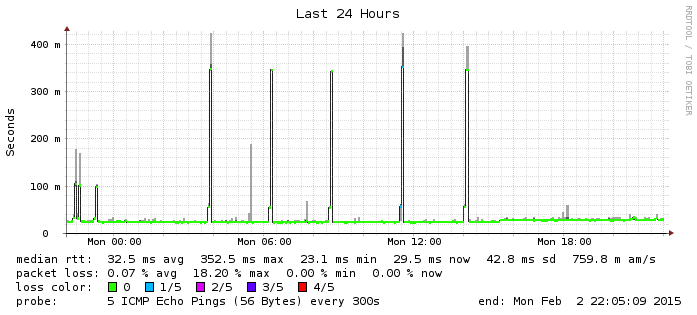 Last 24 Hours
RRDTOOL / TOBI OETIKER
Seconds
400 m
300 m
200 m
100 m
0
Mon 00:00 Mon 06:00 Mon 12:00 Mon 18:00
median rtt: 32.5 ms avg 352.5 ms max 23.1 ms min 29.5 ms now 42.8 ms sd 759.8 m am/s
packet loss: 0.07 % avg 18.20 % max 0.00 % min 0.00 % now
loss color: 0 1/5 2/5 3/5 4/5
probe: 5 ICMP Echo Pings (56 Bytes) every 300s end: Mon Feb 2 22:05:09 2015